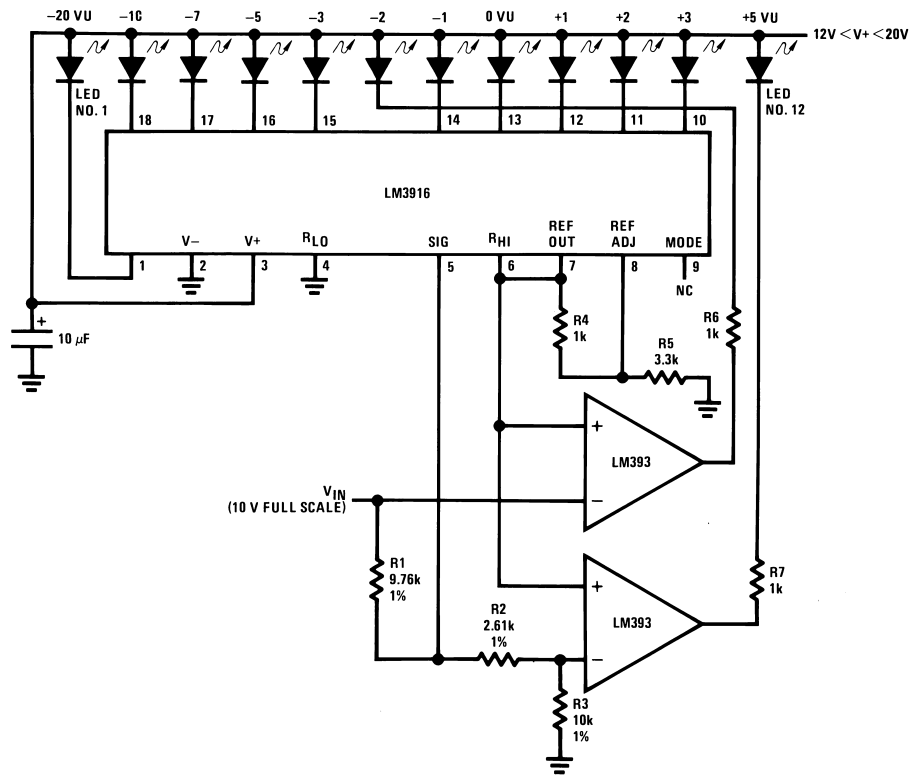 −20 VU −1C −7 −5 −3 −2 −1 0 VU +1 +2 +3 +5 VU
12V <V+ <20V
LED
NO. 1
LED
NO. 12
18 17 16 15 14 13 12 11 10
LM3916
V− V+ RLO SIG RHI REF OUT REF ADJ MODE
1 2 3 4 5 6 7 8 9
NC
+
10 μF
R4
1k
R5
3.3k
R6
1k
+
LM393
−
VIN
(10 V FULL SCALE)
R1
9.76k
1%
R2
2.61k
1%
+
LM393
−
R7
1k
R3
10k
1%